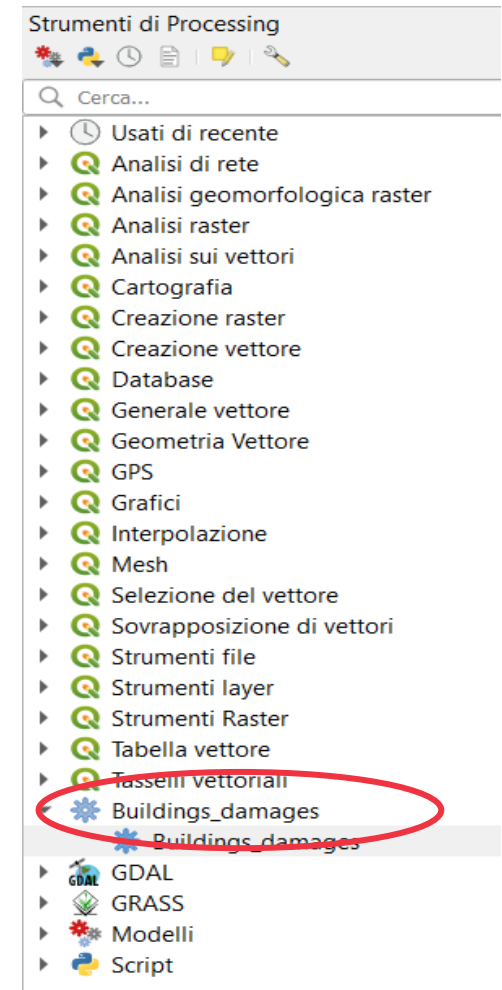 Strumenti di Processing
Cerca...
Usati di recente
Analisi di rete
Analisi geomorfologica raster
Analisi raster
Analisi sui vettori
Cartografia
Creazione raster
Creazione vettore
Database
Generale vettore
Geometria Vettore
GPS
Grafici
Interpolazione
Mesh
Selezione del vettore
Sovrapposizione di vettori
Strumenti file
Strumenti layer
Strumenti Raster
Tabella vettore
Tasselli vettoriali
Buildings_damages
Buildings_damages
GDAL
GRASS
Modelli
Script